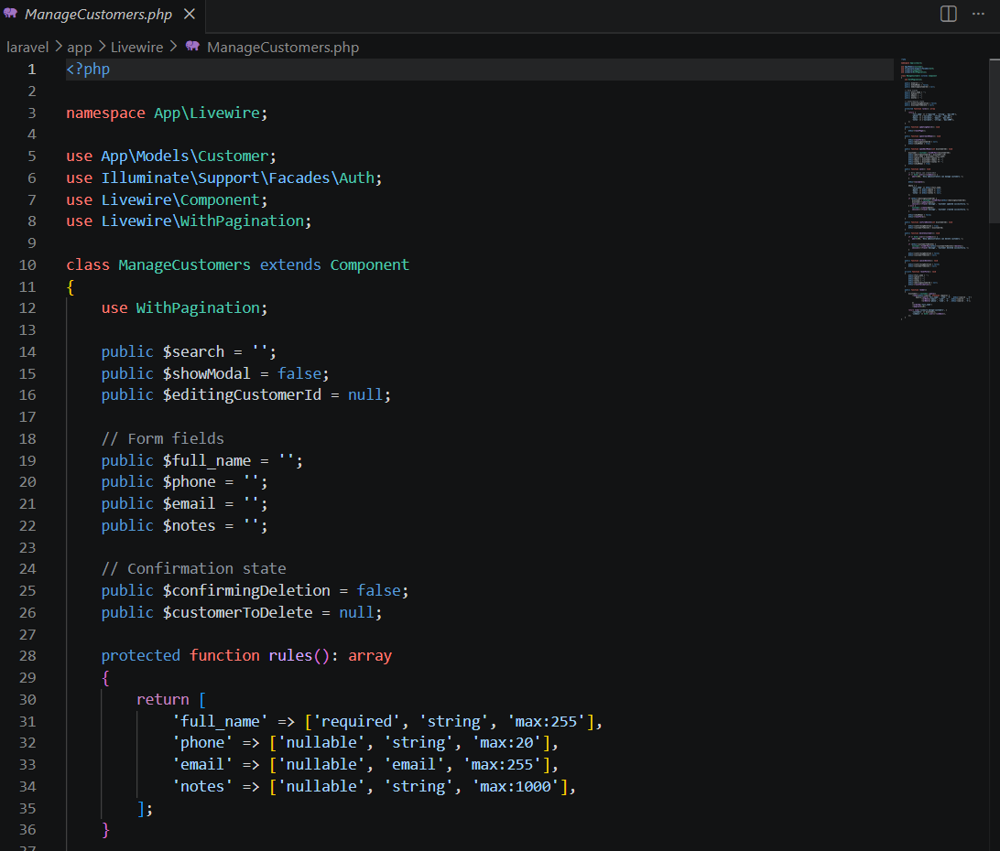 ManageCustomers.php
laravel > app > Livewire > ManageCustomers.php
1 <?php
2
3 namespace App\Livewire;
4
5 use App\Models\Customer;
6 use Illuminate\Support\Facades\Auth;
7 use Livewire\Component;
8 use Livewire\WithPagination;
9
10 class ManageCustomers extends Component
11 {
12     use WithPagination;
13
14     public $search = '';
15     public $showModal = false;
16     public $editingCustomerId = null;
17
18     // Form fields
19     public $full_name = '';
20     public $phone = '';
21     public $email = '';
22     public $notes = '';
23
24     // Confirmation state
25     public $confirmingDeletion = false;
26     public $customerToDelete = null;
27
28     protected function rules(): array
29     {
30         return [
31             'full_name' => ['required', 'string', 'max:255'],
32             'phone' => ['nullable', 'string', 'max:20'],
33             'email' => ['nullable', 'email', 'max:255'],
34             'notes' => ['nullable', 'string', 'max:1000'],
35         ];
36     }
37